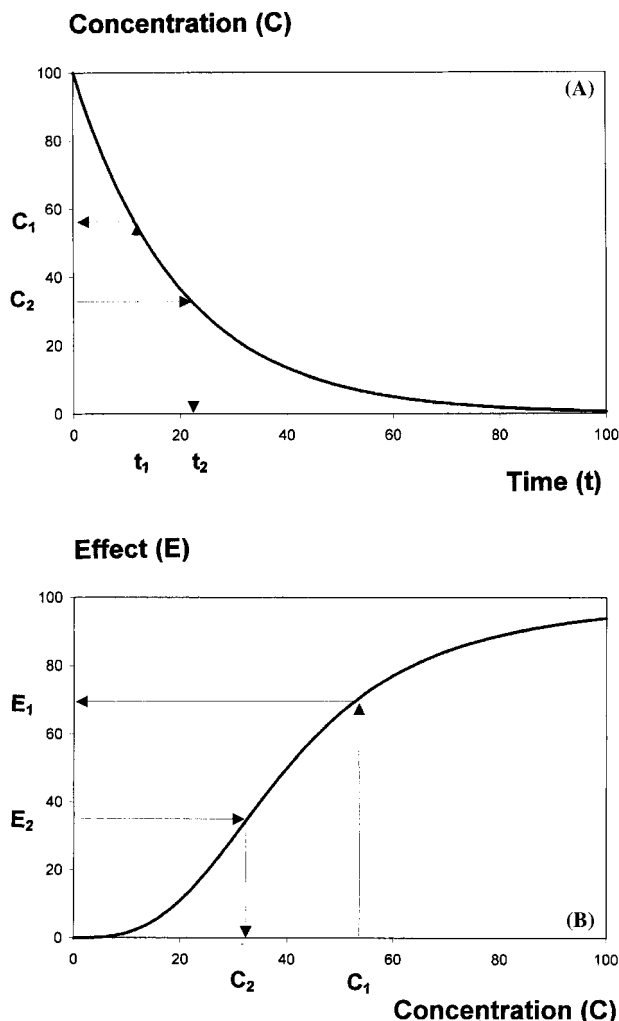 Concentration (C)
100
(A)
80
60
C₁
40
C₂
20
0
0 20 40 60 80 100
t₁ t₂
Time (t)
Effect (E)
100
80
E₁
60
40
E₂
20
0
(B)
0 20 40 60 80 100
C₂ C₁
Concentration (C)